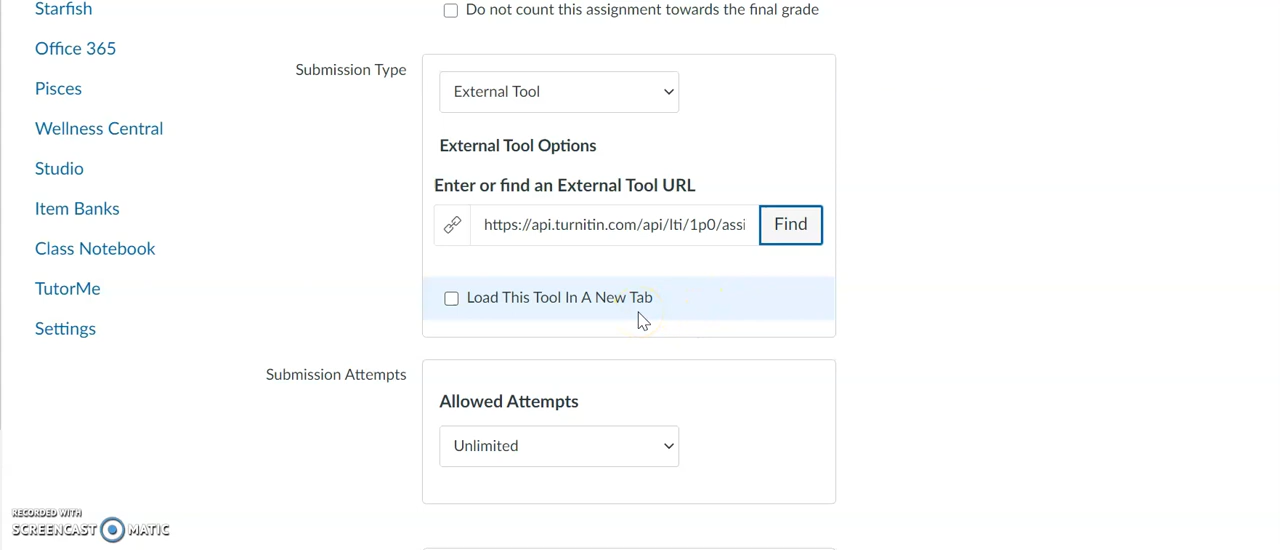 Starfish
Office 365
Pisces
Wellness Central
Studio
Item Banks
Class Notebook
TutorMe
Settings
Do not count this assignment towards the final grade
Submission Type
External Tool
External Tool Options
Enter or find an External Tool URL
https://api.turnitin.com/api/lti/1p0/assi
Find
Load This Tool In A New Tab
Submission Attempts
Allowed Attempts
Unlimited
RECORDED WITH
SCREENCAST MATIC